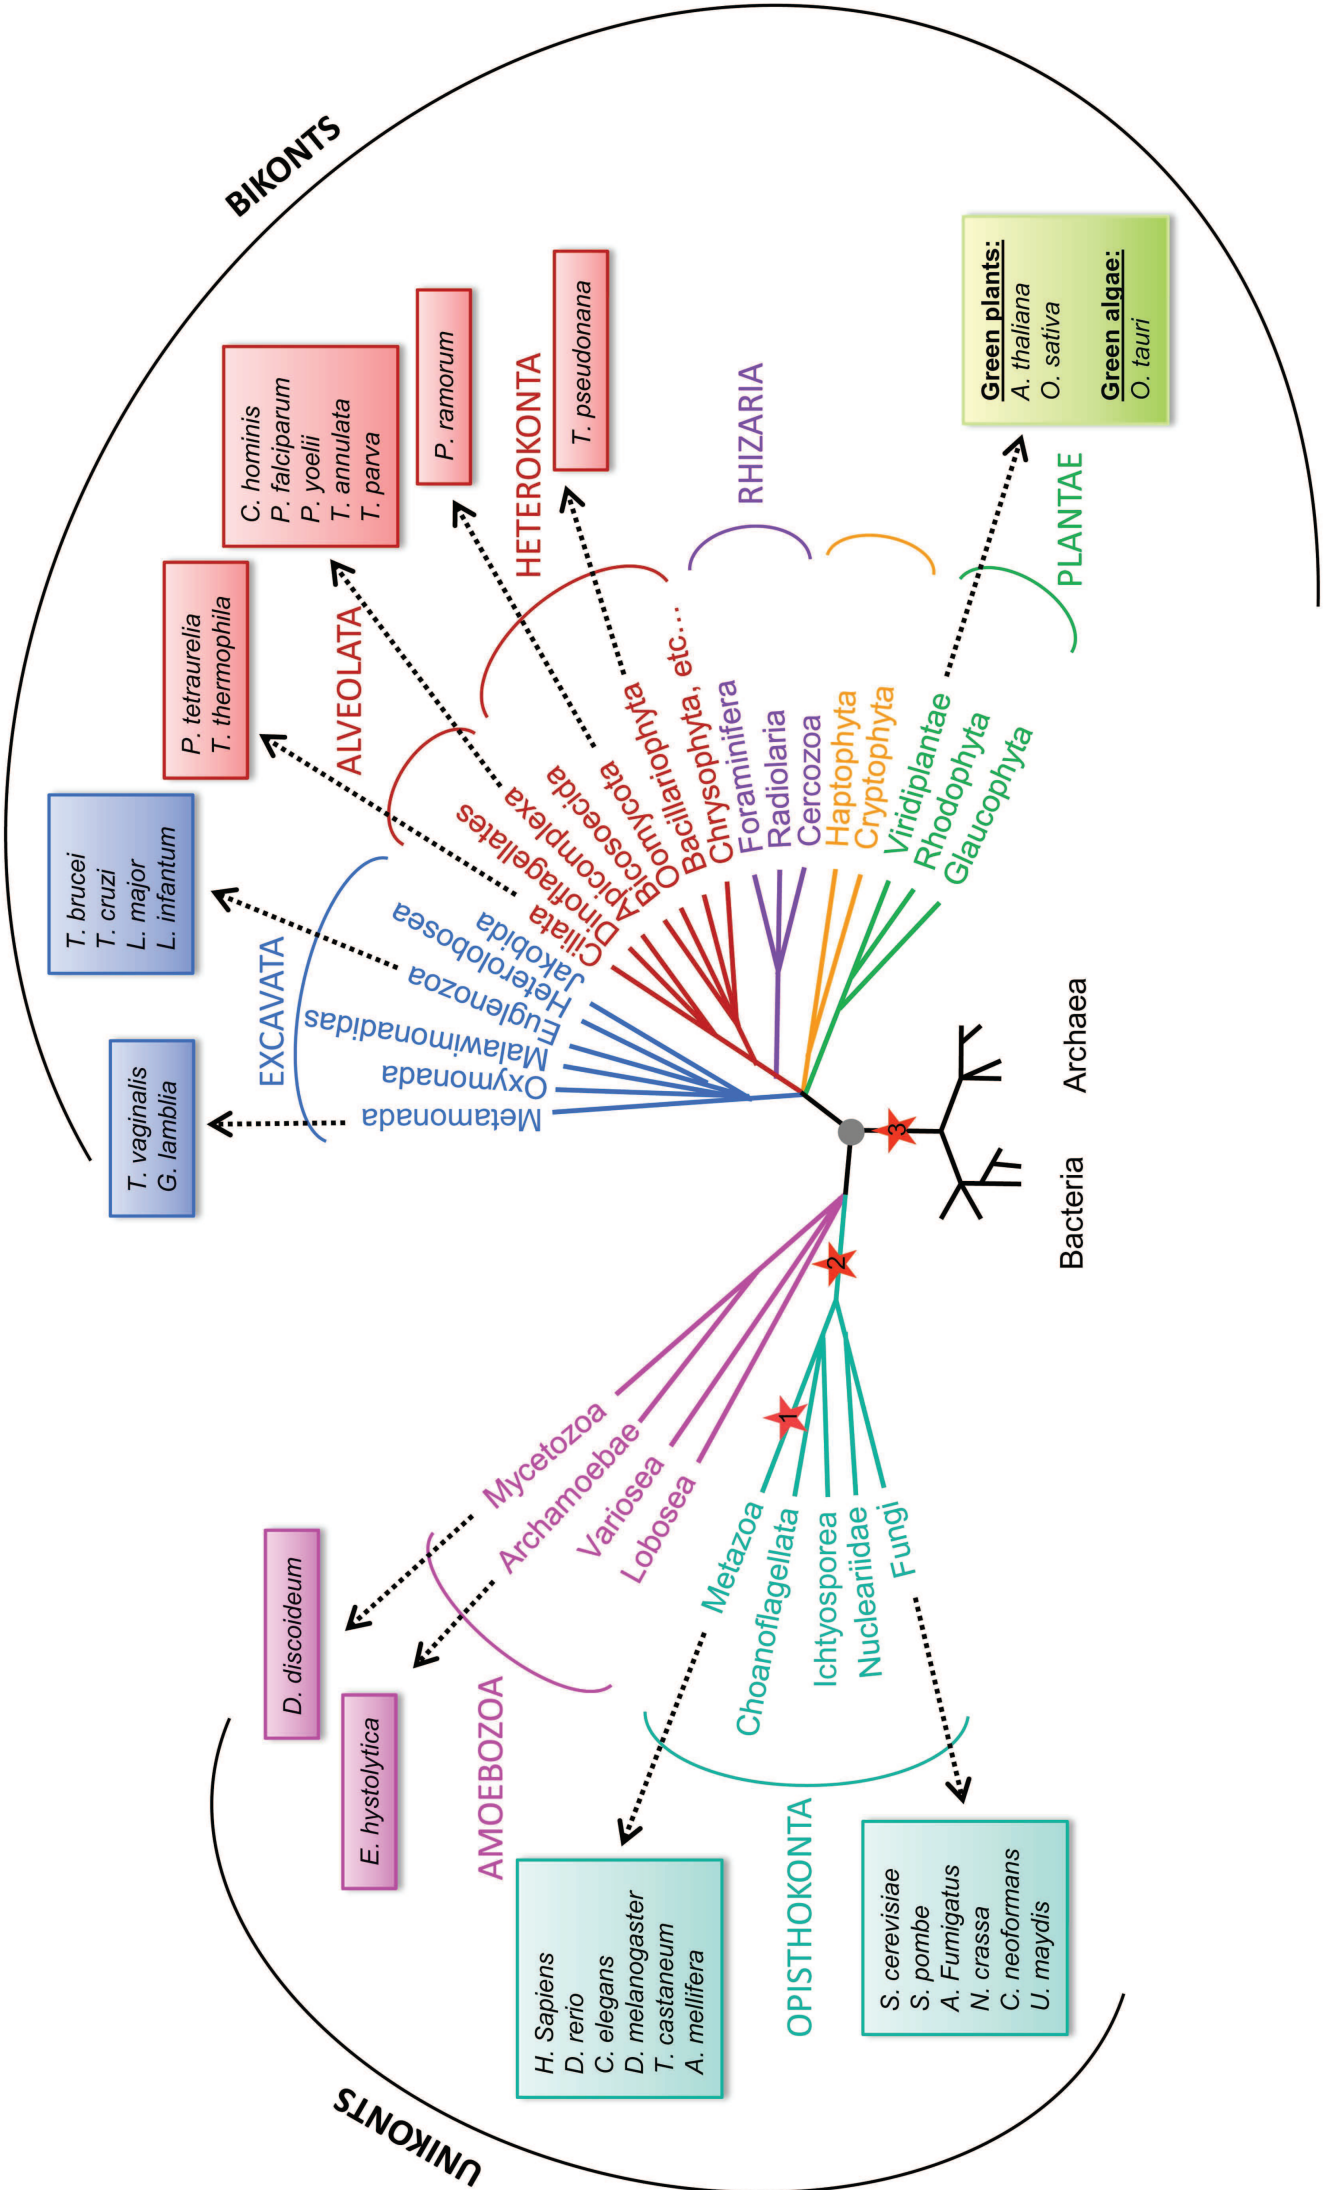 UNIKONTS
BIKONTS
D. discoideum
E. hystolytica
AMOEBOZOA
Mycetozoa
Archamoebae
Variosea
Lobosea
H. Sapiens
D. rerio
C. elegans
D. melanogaster
T. castaneum
A. mellifera
OPISTHOKONTA
Metazoa
Choanoflagellata
Ichtyosporea
Nucleariidae
Fungi
S. cerevisiae
S. pombe
A. Fumigatus
N. crassa
C. neoformans
U. maydis
1
2
3
Bacteria
Archaea
T. vaginalis
G. lamblia
T. brucei
T. cruzi
L. major
L. infantum
EXCAVATA
Metamonada
Oxymonada
Malawimonadidas
Euglenozoa
Heterolobosea
Jakobida
P. tetraurelia
T. thermophila
ALVEOLATA
Ciliata
Dinoflagellates
Apicomplexa
C. hominis
P. falciparum
P. yoelii
T. annulata
T. parva
P. ramorum
HETEROKONTA
T. pseudonana
Bicosoecida
Oomycota
Bacillariophyta
Chrysophyta, etc...
RHIZARIA
Foraminifera
Radiolaria
Cercozoa
Haptophyta
Cryptophyta
Viridiplantae
Rhodophyta
Glaucophyta
PLANTAE
Green plants:
A. thaliana
O. sativa
Green algae:
O. tauri